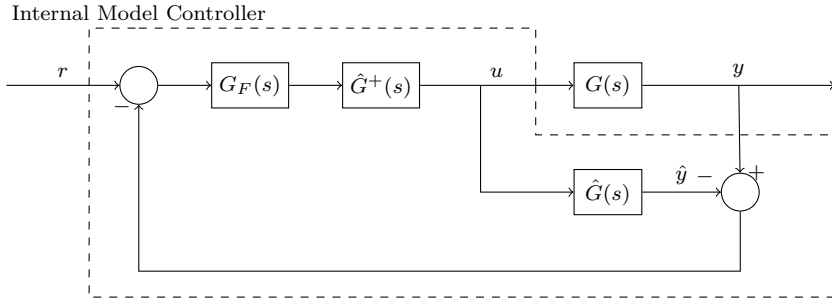 Internal Model Controller
r
−
G_F(s)
Ĝ⁺(s)
u
G(s)
y
Ĝ(s)
ŷ −
+